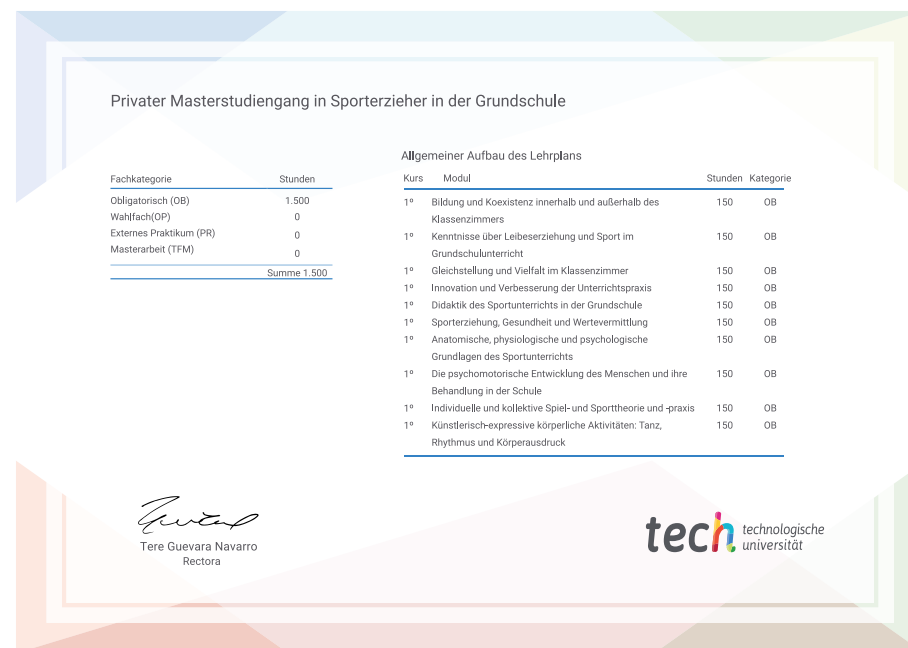 Privater Masterstudiengang in Sporterzieher in der Grundschule
Fachkategorie Stunden
Obligatorisch (OB) 1.500
Wahlfach(OP) 0
Externes Praktikum (PR) 0
Masterarbeit (TFM) 0
Summe 1.500
Allgemeiner Aufbau des Lehrplans
Kurs Modul Stunden Kategorie
1º Bildung und Koexistenz innerhalb und außerhalb des 150 OB
Klassenzimmers
1º Kenntnisse über Leibeserziehung und Sport im 150 OB
Grundschulunterricht
1º Gleichstellung und Vielfalt im Klassenzimmer 150 OB
1º Innovation und Verbesserung der Unterrichtspraxis 150 OB
1º Didaktik des Sportunterrichts in der Grundschule 150 OB
1º Sporterziehung, Gesundheit und Wertevermittlung 150 OB
1º Anatomische, physiologische und psychologische 150 OB
Grundlagen des Sportunterrichts
1º Die psychomotorische Entwicklung des Menschen und ihre 150 OB
Behandlung in der Schule
1º Individuelle und kollektive Spiel- und Sporttheorie und -praxis 150 OB
1º Künstlerisch-expressive körperliche Aktivitäten: Tanz, 150 OB
Rhythmus und Körperausdruck
Tere Guevara Navarro
Rectora
tech technologische
universität